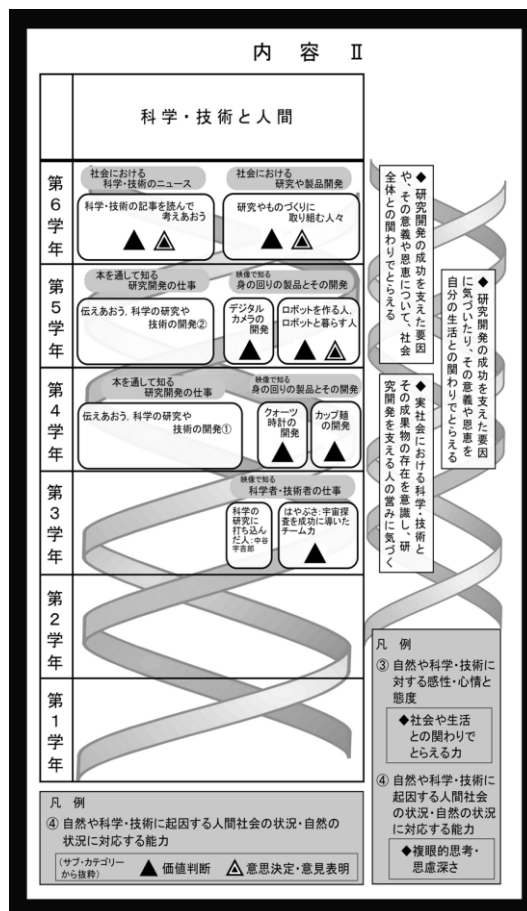 内 容 Ⅱ
科学・技術と人間
第6学年
社会における
科学・技術のニュース
社会における
研究や製品開発
科学・技術の記事を読んで
考えあおう
▲ ▲
研究やものづくりに
取り組む人々
▲ ▲
第5学年
本を通して知る
研究開発の仕事
映像で知る
身の回りの製品とその開発
伝えあおう、科学の研究や
技術の開発②
デジタル
カメラの
開発
▲
ロボットを作る人、
ロボットと暮らす人
▲ ▲
第4学年
本を通して知る
研究開発の仕事
映像で知る
身の回りの製品とその開発
伝えあおう、科学の研究や
技術の開発①
クォーツ
時計の
開発
▲
カップ麺
の開発
▲
第3学年
映像で知る
科学者・技術者の仕事
科学の
研究に
打ち込ん
だ人:中谷
宇吉郎
はやぶさ:宇宙探
査を成功に導いた
チーム力
▲
第2学年
第1学年
◆ 研究開発の成功を支えた要因
や、その意義や恩恵について、社会
全体との関わりでとらえる
◆ 研究開発の成功を支えた要因
に気づいたり、その意義や恩恵を
自分の生活との関わりでとらえる
◆ 実社会における科学・技術と
その成果物の存在を意識し、研
究開発を支える人の営みに気づく
凡 例
③ 自然や科学・技術に
対する感性・心情と
態度
◆社会や生活
との関わりで
とらえる力
④ 自然や科学・技術に
起因する人間社会
の状況・自然の状況
に対応する能力
◆複眼的思考・
思慮深さ
凡 例
④ 自然や科学・技術に起因する人間社会の状況・自然の
状況に対応する能力
(サブ・カテゴリー
から抜粋)
▲ 価値判断 ▲ 意思決定・意見表明